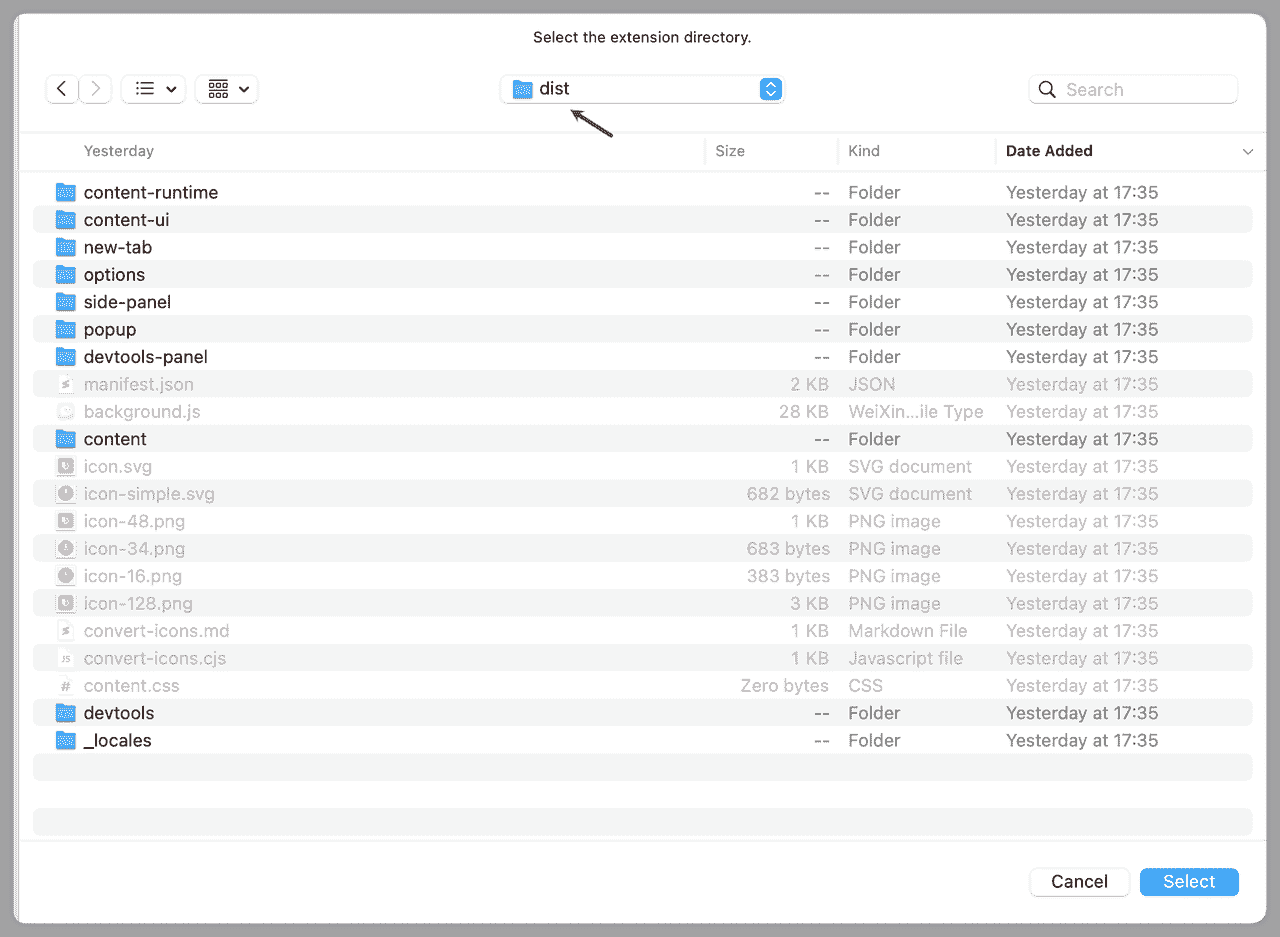 Select the extension directory.
dist
Search
Yesterday Size Kind Date Added
content-runtime -- Folder Yesterday at 17:35
content-ui -- Folder Yesterday at 17:35
new-tab -- Folder Yesterday at 17:35
options -- Folder Yesterday at 17:35
side-panel -- Folder Yesterday at 17:35
popup -- Folder Yesterday at 17:35
devtools-panel -- Folder Yesterday at 17:35
manifest.json 2 KB JSON Yesterday at 17:35
background.js 28 KB WeiXin...ile Type Yesterday at 17:35
content -- Folder Yesterday at 17:35
icon.svg 1 KB SVG document Yesterday at 17:35
icon-simple.svg 682 bytes SVG document Yesterday at 17:35
icon-48.png 1 KB PNG image Yesterday at 17:35
icon-34.png 683 bytes PNG image Yesterday at 17:35
icon-16.png 383 bytes PNG image Yesterday at 17:35
icon-128.png 3 KB PNG image Yesterday at 17:35
convert-icons.md 1 KB Markdown File Yesterday at 17:35
JS convert-icons.cjs 1 KB Javascript file Yesterday at 17:35
# content.css Zero bytes CSS Yesterday at 17:35
devtools -- Folder Yesterday at 17:35
_locales -- Folder Yesterday at 17:35
Cancel Select